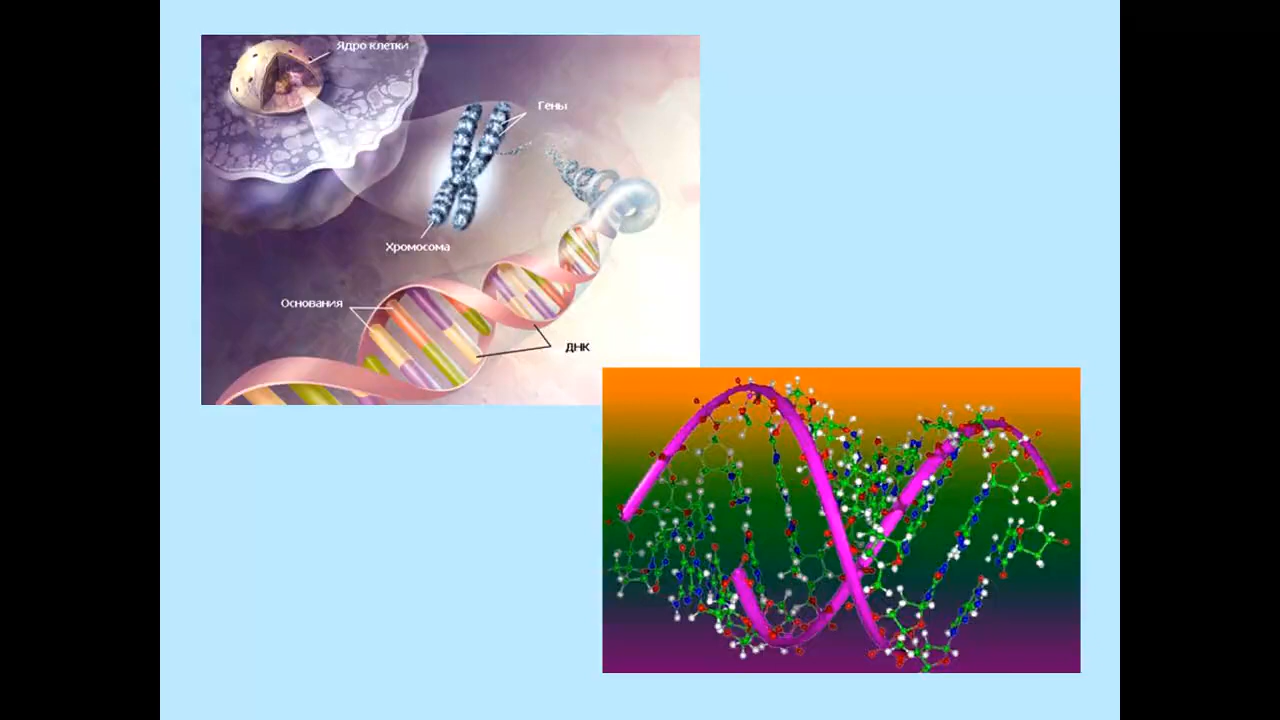 Ядро клетки
Гены
Хромосома
Основания
ДНК